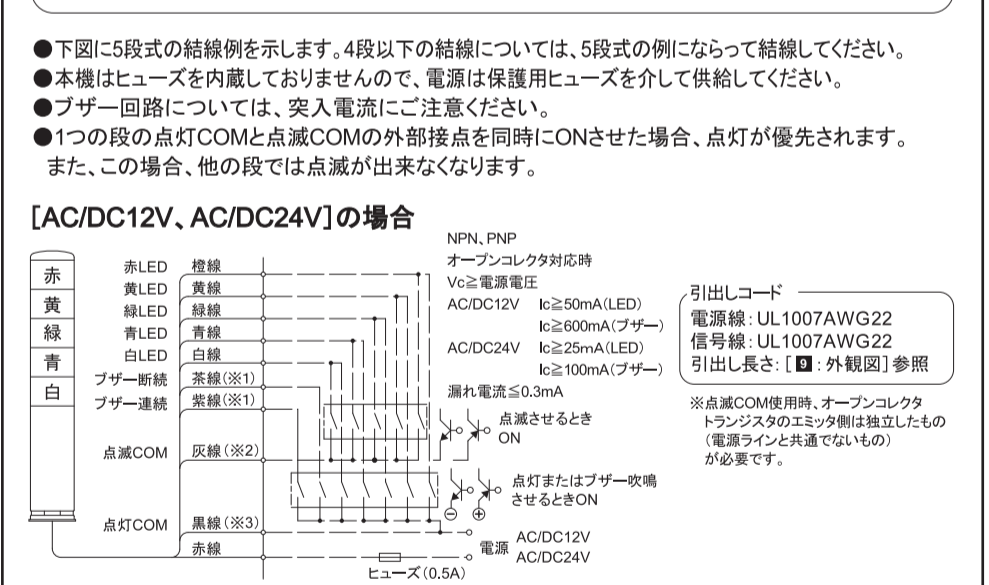 ●下図に5段式の結線例を示します。4段以下の結線については、5段式の例にならって結線してください。
●本機はヒューズを内蔵しておりませんので、電源は保護用ヒューズを介して供給してください。
●ブザー回路については、突入電流にご注意ください。
●1つの段の点灯COMと点滅COMの外部接点を同時にONさせた場合、点灯が優先されます。
また、この場合、他の段では点滅が出来なくなります。
[AC/DC12V、AC/DC24V]の場合
赤
黄
緑
青
白
赤LED 橙線
黄LED 黄線
緑LED 緑線
青LED 青線
白LED 白線
ブザー断続 茶線(※1)
ブザー連続 紫線(※1)
点滅COM 灰線(※2)
点灯COM 黒線(※3)
赤線
NPN、PNP
オープンコレクタ対応時
Vc≧電源電圧
AC/DC12V Ic≧50mA(LED)
Ic≧600mA(ブザー)
AC/DC24V Ic≧25mA(LED)
Ic≧100mA(ブザー)
漏れ電流≦0.3mA
点滅させるとき
ON
点灯またはブザー吹鳴
させるときON
⊖ ⊕
電源 AC/DC12V
AC/DC24V
ヒューズ(0.5A)
引出しコード
電源線:UL1007AWG22
信号線:UL1007AWG22
引出し長さ:[9:外観図]参照
※点滅COM使用時、オープンコレクタ
トランジスタのエミッタ側は独立したもの
(電源ラインと共通でないもの)
が必要です。